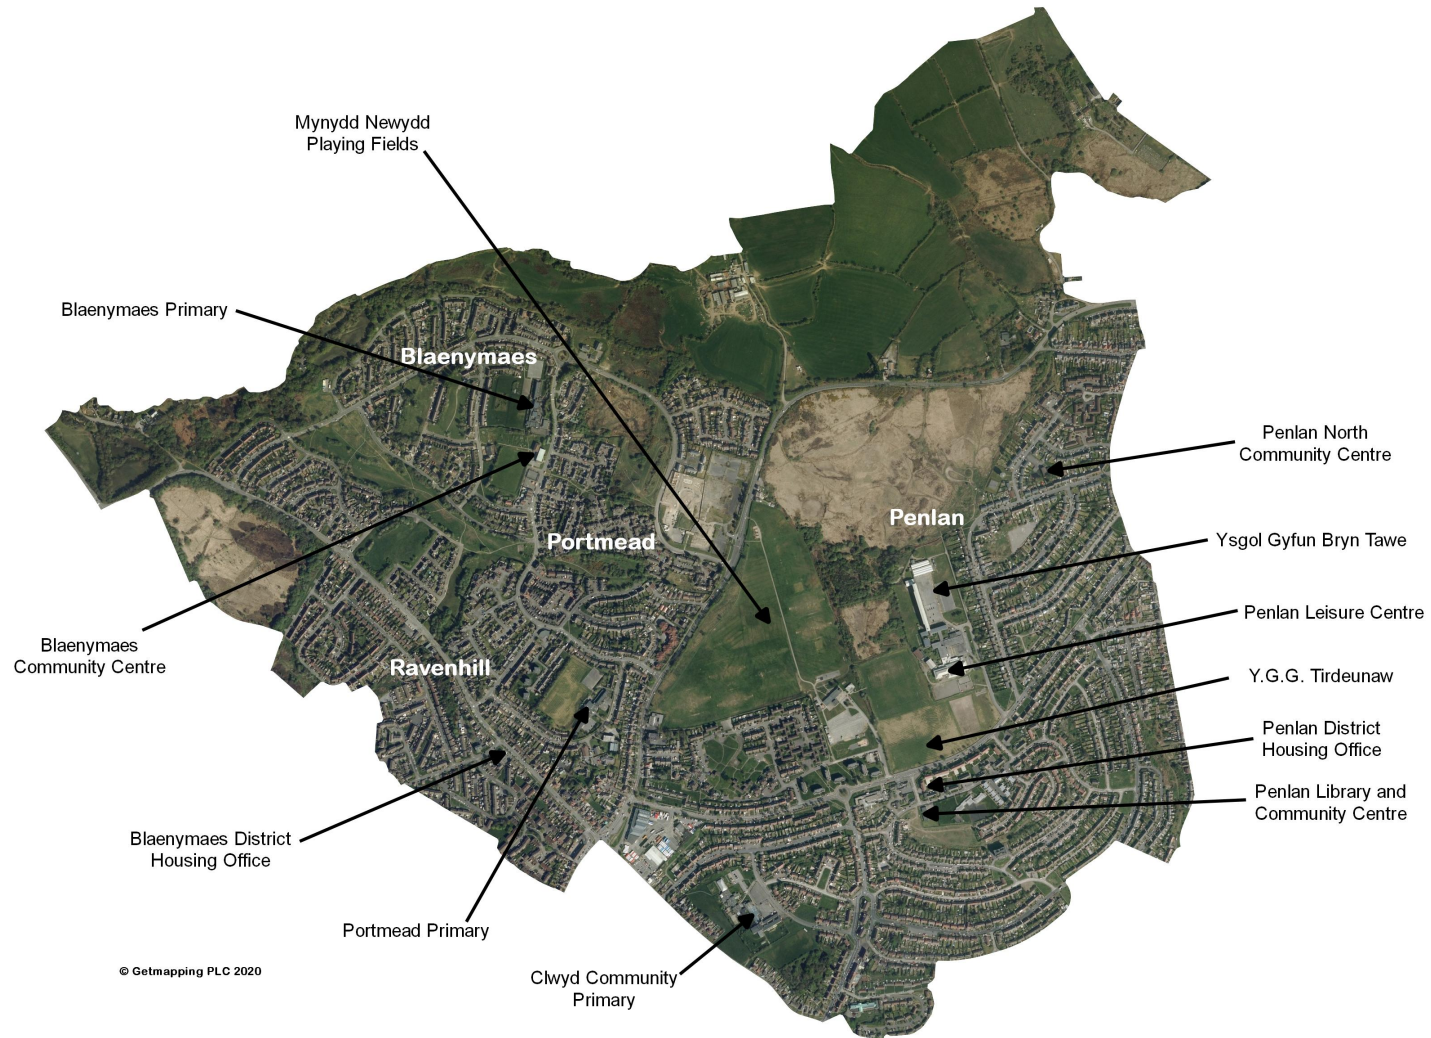 Mynydd Newydd
Playing Fields
Blaenymaes Primary
Blaenymaes
Penlan North
Community Centre
Penlan
Ysgol Gyfun Bryn Tawe
Portmead
Penlan Leisure Centre
Blaenymaes
Community Centre
Ravenhill
Y.G.G. Tirdeunaw
Penlan District
Housing Office
Penlan Library and
Community Centre
Blaenymaes District
Housing Office
Portmead Primary
Clwyd Community
Primary
© Getmapping PLC 2020